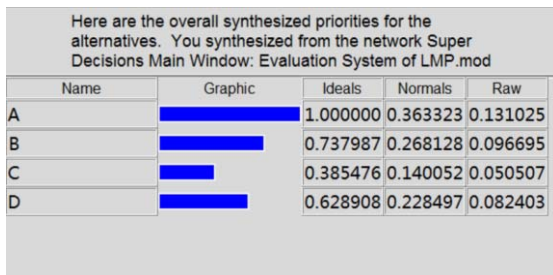 Here are the overall synthesized priorities for the
alternatives. You synthesized from the network Super
Decisions Main Window: Evaluation System of LMP.mod
Name Graphic Ideals Normals Raw
A 1.000000 0.363323 0.131025
B 0.737987 0.268128 0.096695
C 0.385476 0.140052 0.050507
D 0.628908 0.228497 0.082403